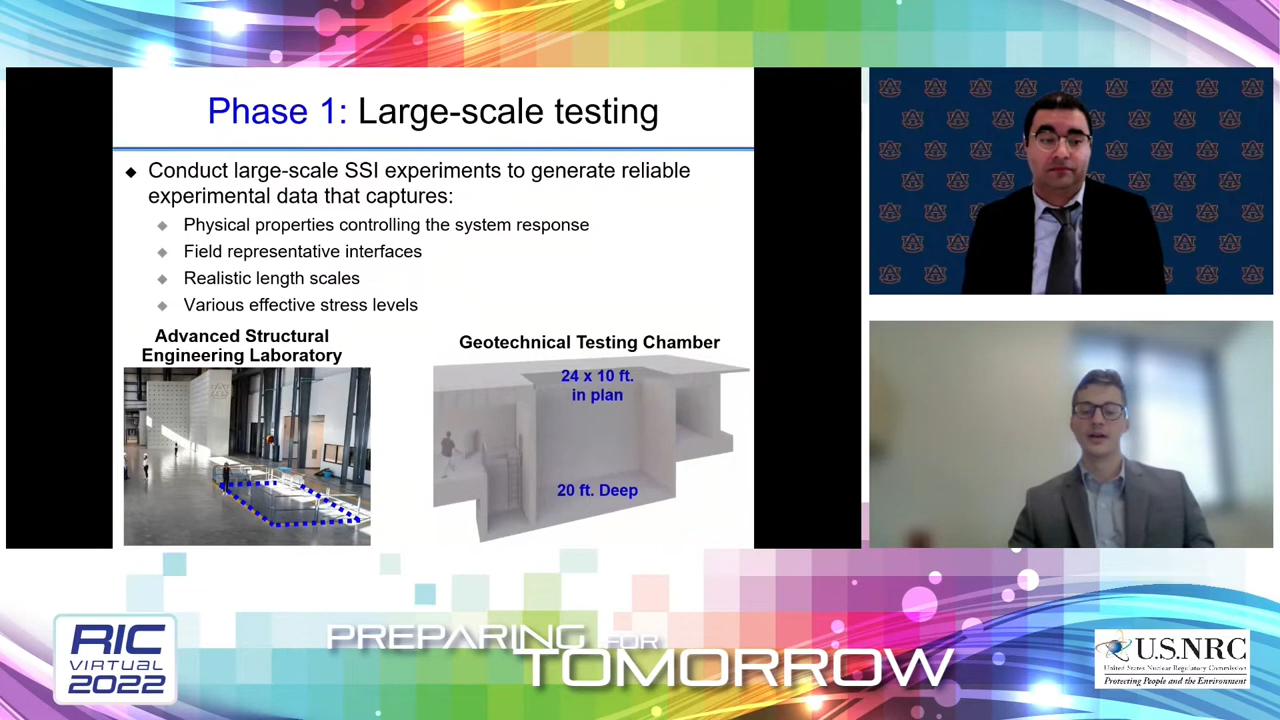 Phase 1: Large-scale testing
◆ Conduct large-scale SSI experiments to generate reliable
experimental data that captures:
◆ Physical properties controlling the system response
◆ Field representative interfaces
◆ Realistic length scales
◆ Various effective stress levels
Advanced Structural
Engineering Laboratory
Geotechnical Testing Chamber
24 x 10 ft.
in plan
20 ft. Deep
RIC
VIRTUAL
2022
PREPARING FOR
TOMORROW
U.S.NRC
United States Nuclear Regulatory Commission
Protecting People and the Environment